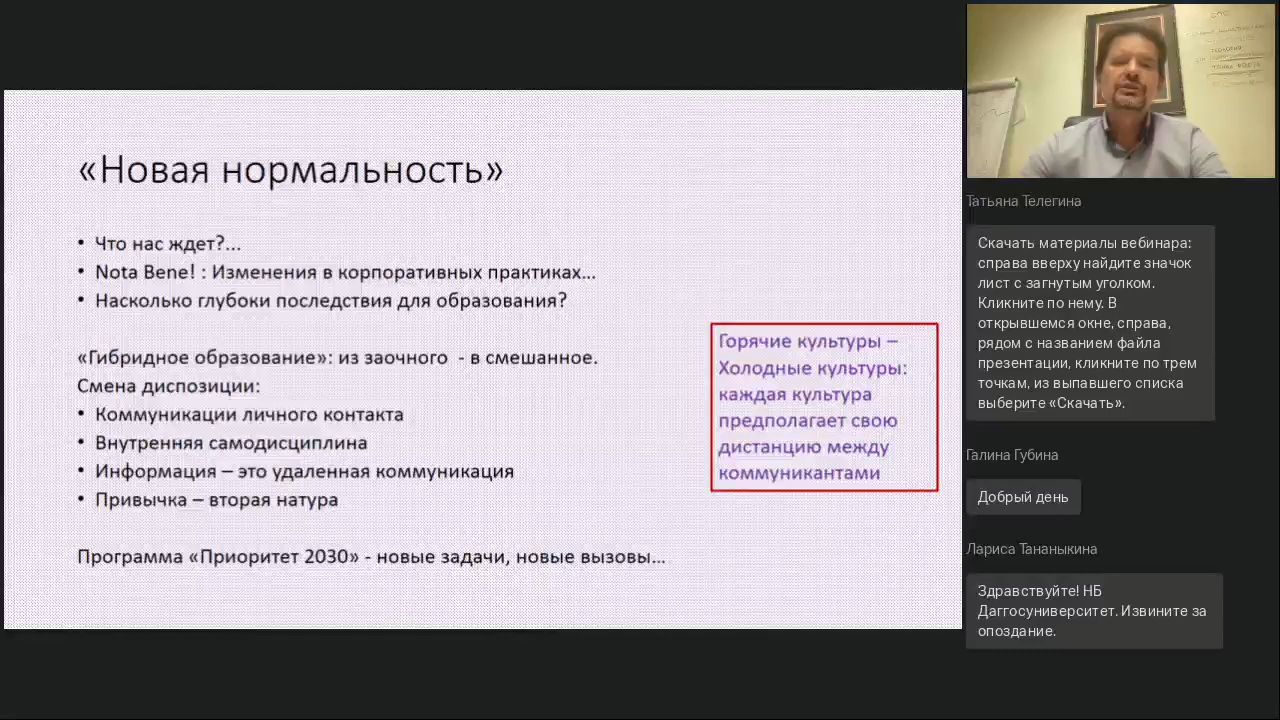 «Новая нормальность»
• Что нас ждет?...
• Nota Bene! : Изменения в корпоративных практиках...
• Насколько глубоки последствия для образования?
«Гибридное образование»: из заочного - в смешанное.
Смена диспозиции:
• Коммуникации личного контакта
• Внутренняя самодисциплина
• Информация – это удаленная коммуникация
• Привычка – вторая натура
Программа «Приоритет 2030» - новые задачи, новые вызовы...
Горячие культуры –
Холодные культуры:
каждая культура
предполагает свою
дистанцию между
коммуникантами
Татьяна Телегина
Скачать материалы вебинара:
справа вверху найдите значок
лист с загнутым уголком.
Кликните по нему. В
открывшемся окне, справа,
рядом с названием файла
презентации, кликните по трем
точкам, из выпавшего списка
выберите «Скачать».
Галина Губина
Добрый день
Лариса Тананыкина
Здравствуйте! НБ
Даггосуниверситет. Извините за
опоздание.